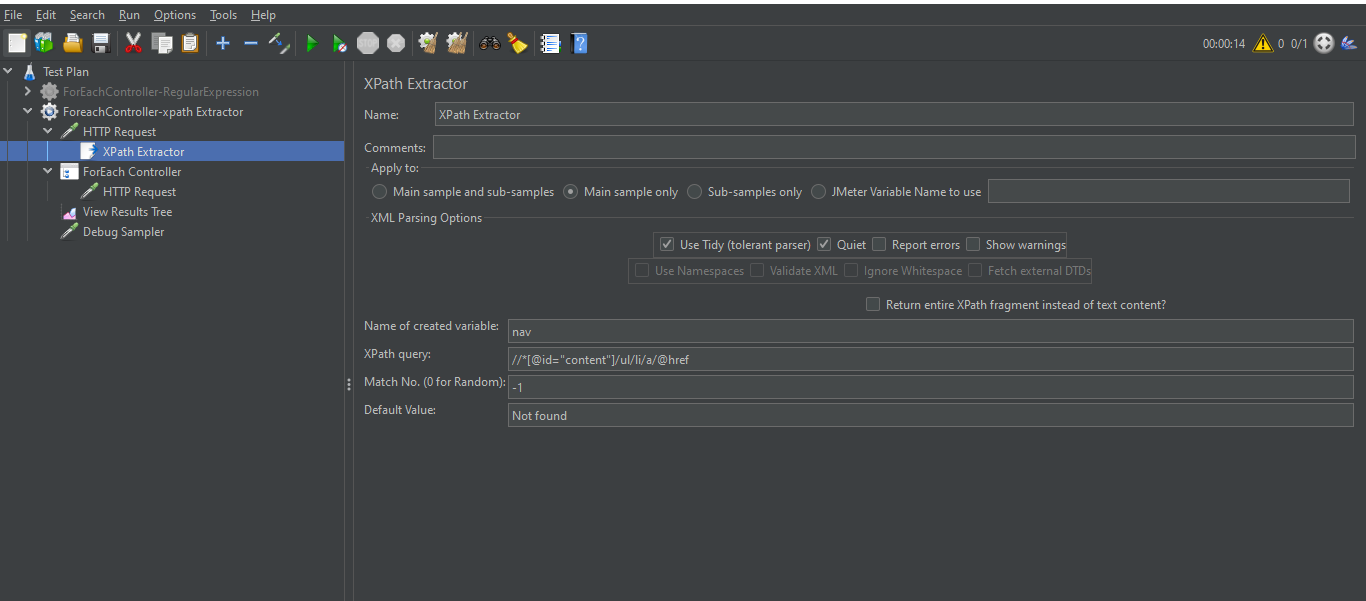 File Edit Search Run Options Tools Help
00:00:14 0 0/1
Test Plan
ForEachController-RegularExpression
ForeachController-xpath Extractor
HTTP Request
XPath Extractor
ForEach Controller
HTTP Request
View Results Tree
Debug Sampler
XPath Extractor
Name: XPath Extractor
Comments:
Apply to:
Main sample and sub-samples Main sample only Sub-samples only JMeter Variable Name to use
XML Parsing Options
Use Tidy (tolerant parser) Quiet Report errors Show warnings
Use Namespaces Validate XML Ignore Whitespace Fetch external DTDs
Return entire XPath fragment instead of text content?
Name of created variable: nav
XPath query: //*[@id="content"]/ul/li/a/@href
Match No. (0 for Random): -1
Default Value: Not found